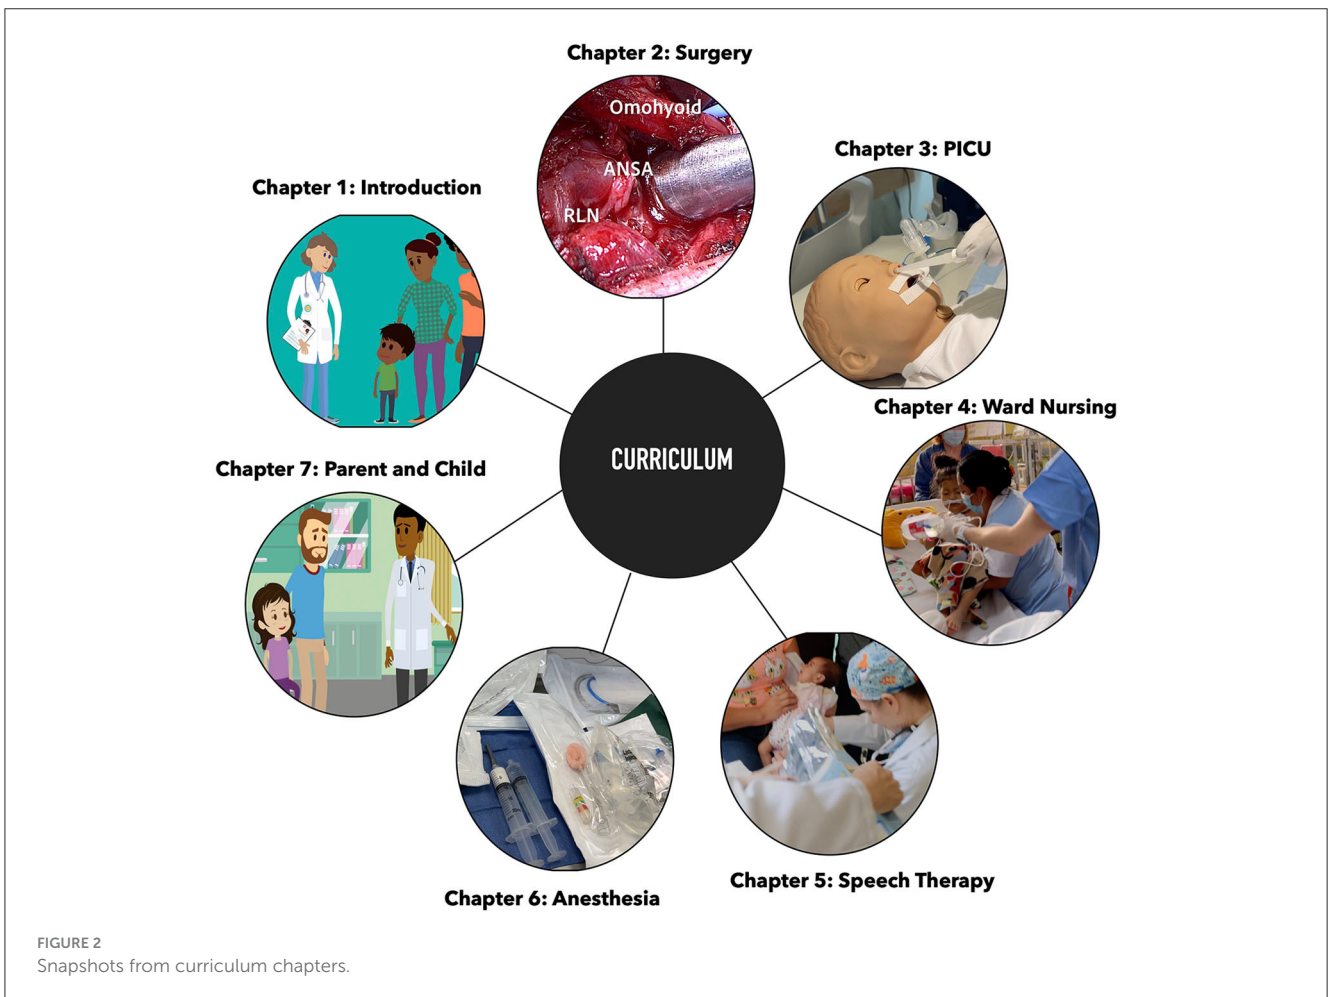 Chapter 2: Surgery
Omohyoid
ANSA
RLN
Chapter 3: PICU
Chapter 1: Introduction
Chapter 4: Ward Nursing
CURRICULUM
Chapter 7: Parent and Child
Chapter 5: Speech Therapy
Chapter 6: Anesthesia
FIGURE 2
Snapshots from curriculum chapters.